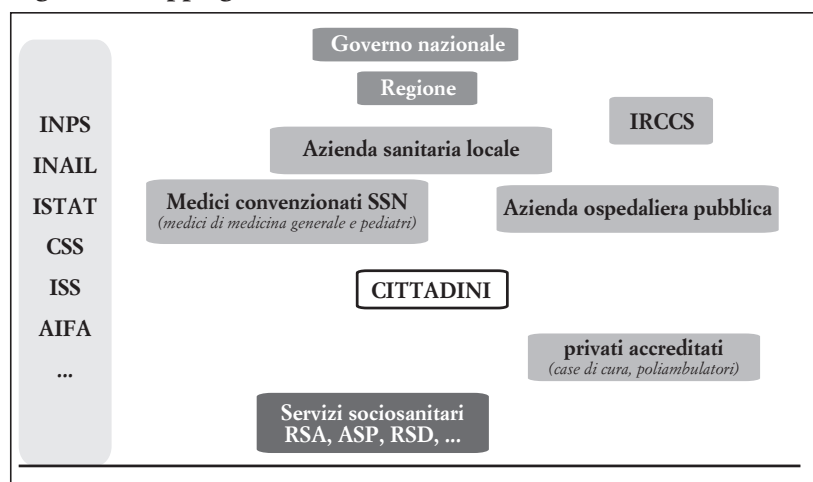 Governo nazionale
Regione
INPS
INAIL
ISTAT
CSS
ISS
AIFA
...
IRCCS
Azienda sanitaria locale
Medici convenzionati SSN
(medici di medicina generale e pediatri)
Azienda ospedaliera pubblica
CITTADINI
privati accreditati
(case di cura, poliambulatori)
Servizi sociosanitari
RSA, ASP, RSD, ...